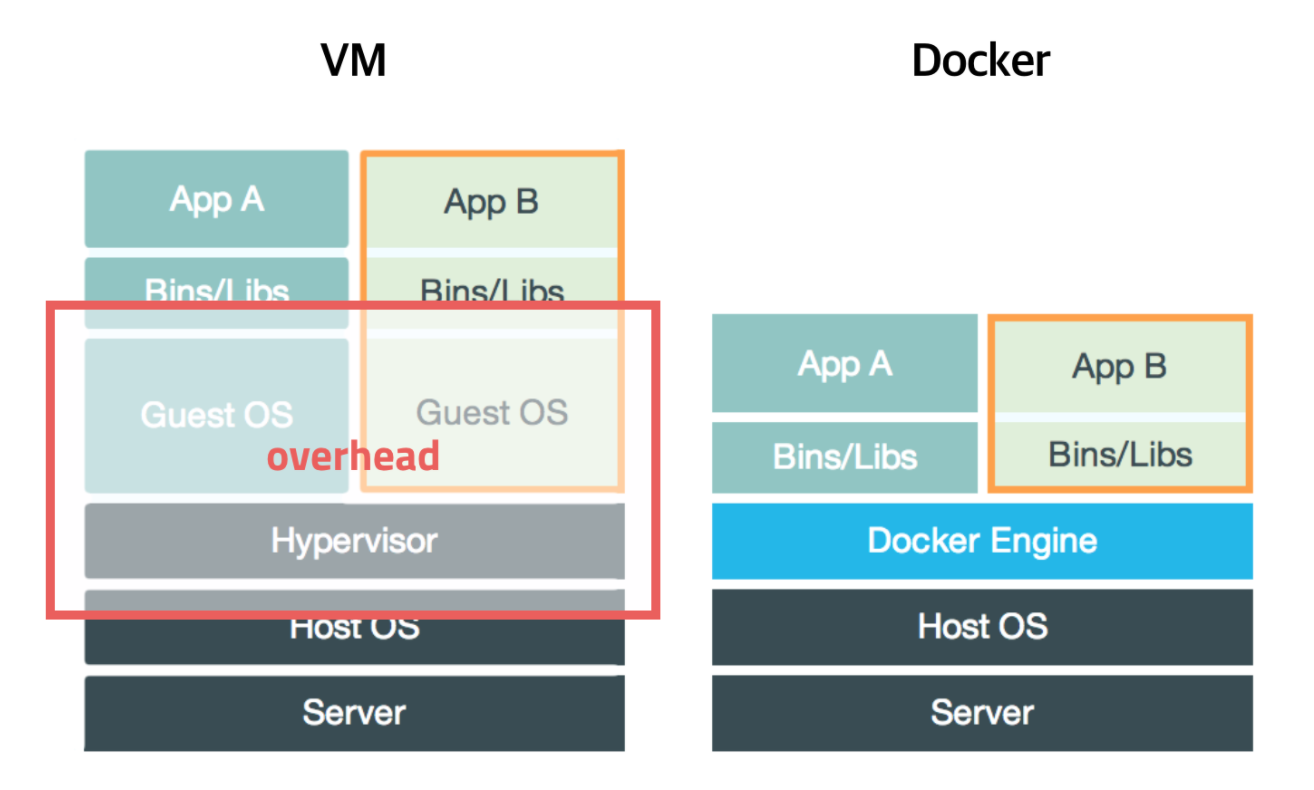 VM
Docker
App A
App B
Bins/Libs
Bins/Libs
Guest OS
Guest OS
overhead
Hypervisor
Host OS
Server
App A
App B
Bins/Libs
Bins/Libs
Docker Engine
Host OS
Server